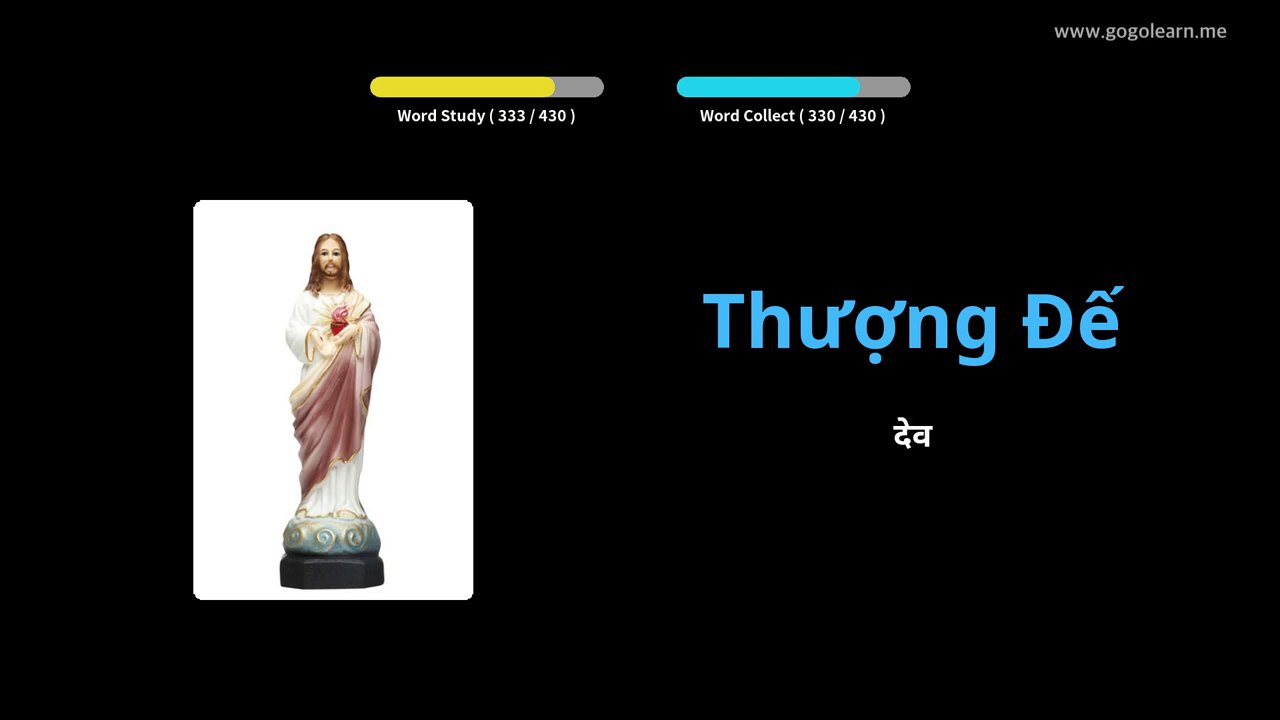 www.gogolearn.me
Word Study ( 333 / 430 )
Word Collect ( 330 / 430 )
Thượng Đế
देव